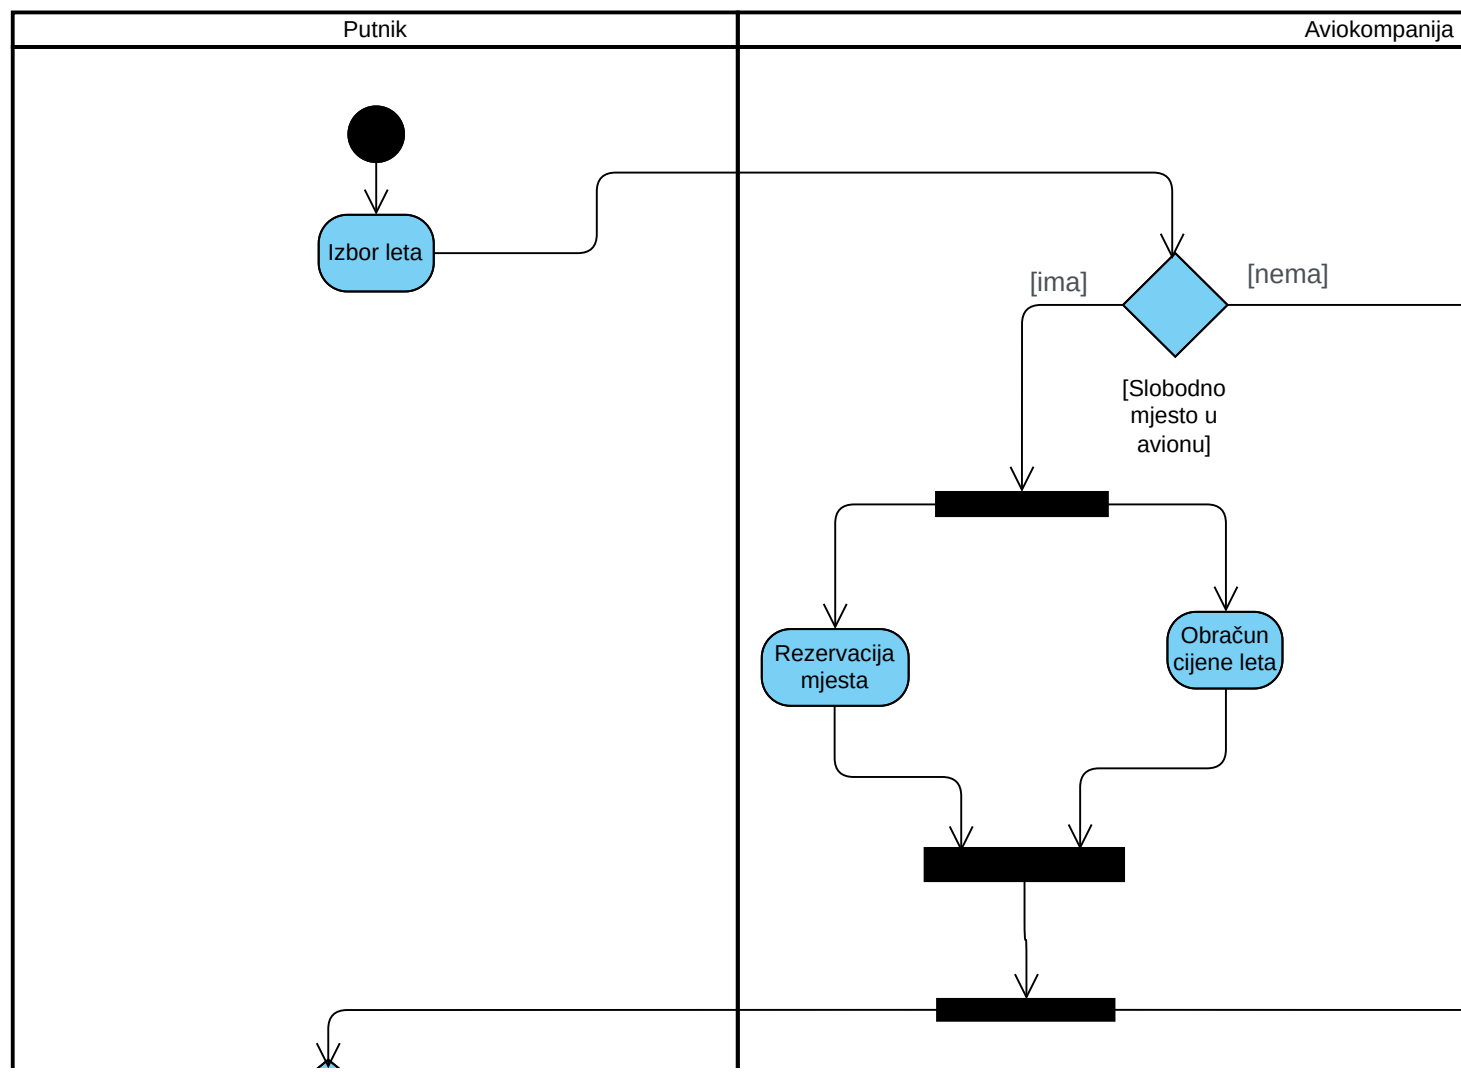 Putnik
Aviokompanija
Izbor leta
[ima]
[nema]
[Slobodno
mjesto u
avionu]
Rezervacija
mjesta
Obračun
cijene leta